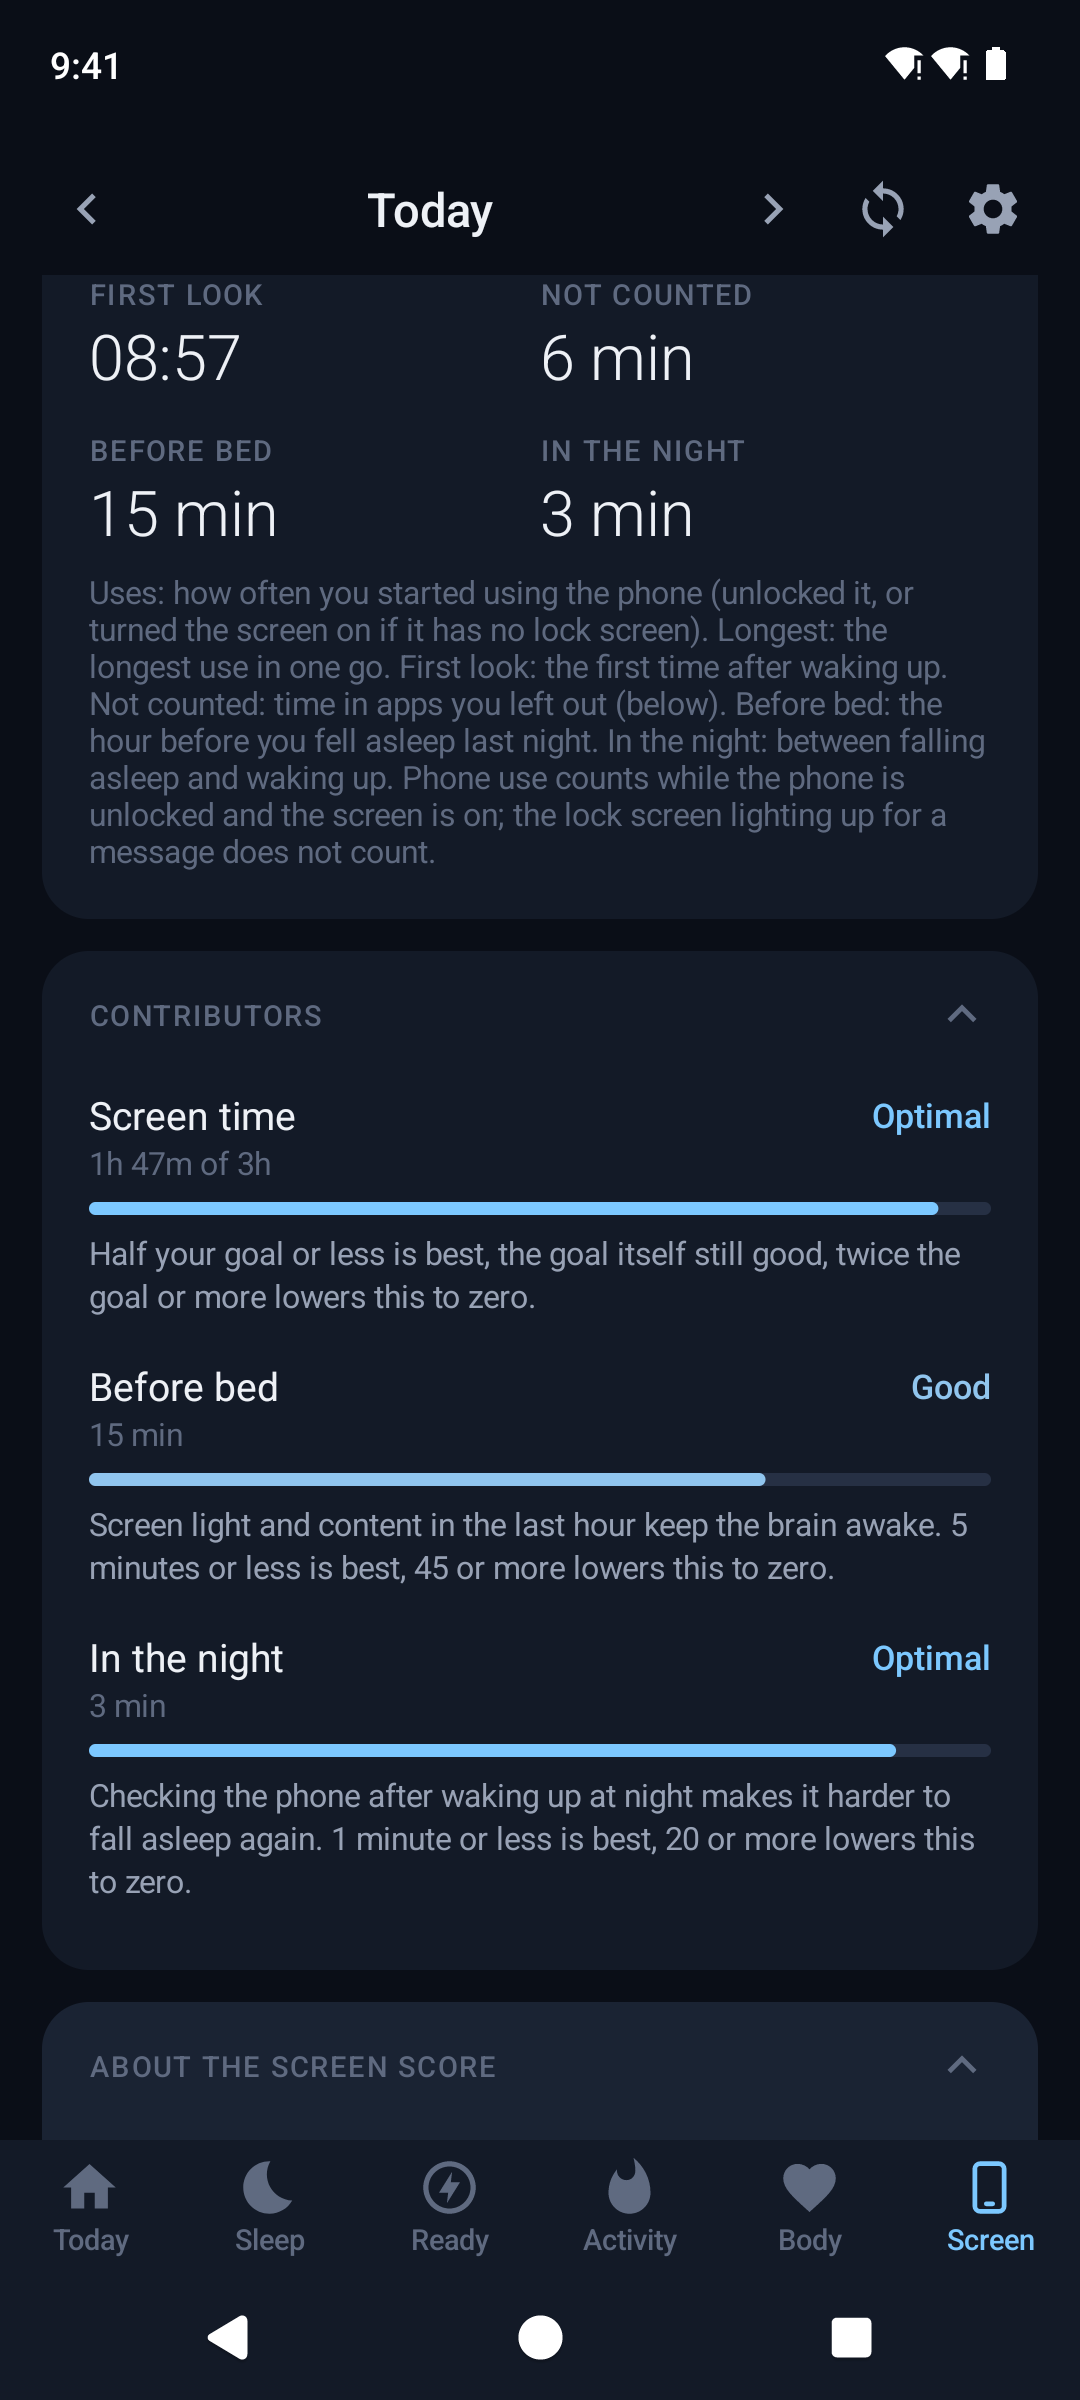 9:41
Today
FIRST LOOK
NOT COUNTED
08:57
6 min
BEFORE BED
IN THE NIGHT
15 min
3 min
Uses: how often you started using the phone (unlocked it, or
turned the screen on if it has no lock screen). Longest: the
longest use in one go. First look: the first time after waking up.
Not counted: time in apps you left out (below). Before bed: the
hour before you fell asleep last night. In the night: between falling
asleep and waking up. Phone use counts while the phone is
unlocked and the screen is on; the lock screen lighting up for a
message does not count.
CONTRIBUTORS
Screen time
Optimal
1h 47m of 3h
Half your goal or less is best, the goal itself still good, twice the
goal or more lowers this to zero.
Before bed
Good
15 min
Screen light and content in the last hour keep the brain awake. 5
minutes or less is best, 45 or more lowers this to zero.
In the night
Optimal
3 min
Checking the phone after waking up at night makes it harder to
fall asleep again. 1 minute or less is best, 20 or more lowers this
to zero.
ABOUT THE SCREEN SCORE
Today
Sleep
Ready
Activity
Body
Screen